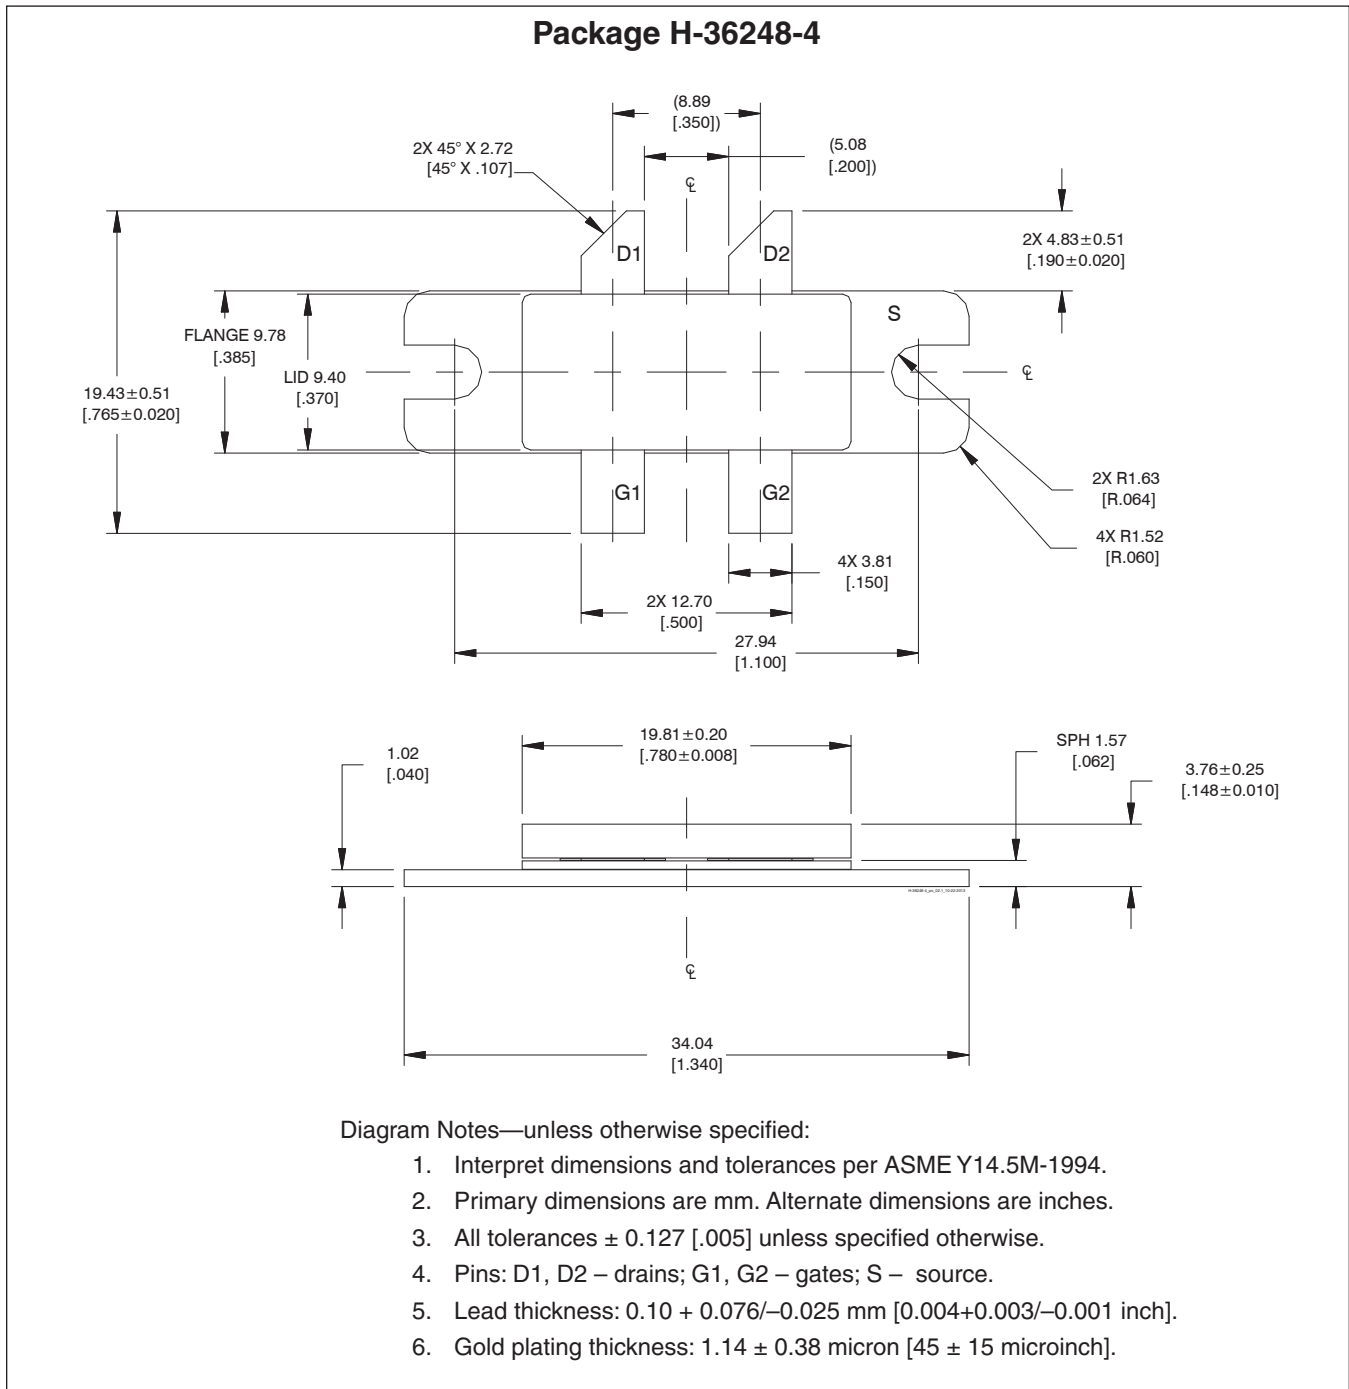 Package H-36248-4
(8.89
[.350])
2X 45° X 2.72
[45° X .107]
(5.08
[.200])
℄
D1
D2
2X 4.83±0.51
[.190±0.020]
S
FLANGE 9.78
[.385]
LID 9.40
[.370]
℄
19.43±0.51
[.765±0.020]
G1
G2
2X R1.63
[R.064]
4X R1.52
[R.060]
4X 3.81
[.150]
2X 12.70
[.500]
27.94
[1.100]
19.81±0.20
[.780±0.008]
1.02
[.040]
SPH 1.57
[.062]
3.76±0.25
[.148±0.010]
℄
34.04
[1.340]
Diagram Notes—unless otherwise specified:
1. Interpret dimensions and tolerances per ASME Y14.5M-1994.
2. Primary dimensions are mm. Alternate dimensions are inches.
3. All tolerances ± 0.127 [.005] unless specified otherwise.
4. Pins: D1, D2 – drains; G1, G2 – gates; S – source.
5. Lead thickness: 0.10 + 0.076/–0.025 mm [0.004+0.003/–0.001 inch].
6. Gold plating thickness: 1.14 ± 0.38 micron [45 ± 15 microinch].